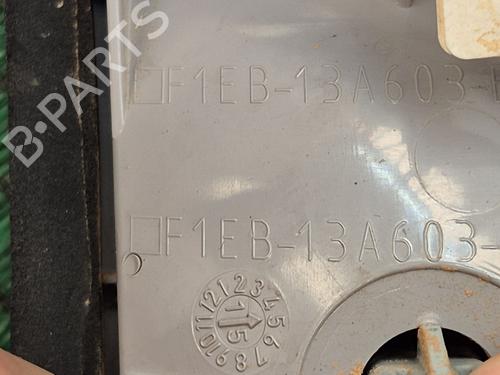 B-PARTS
F1EB-13A603-
F1EB-13A603-
1 2 3 4 5 6 7 8 9 10 11 12
15